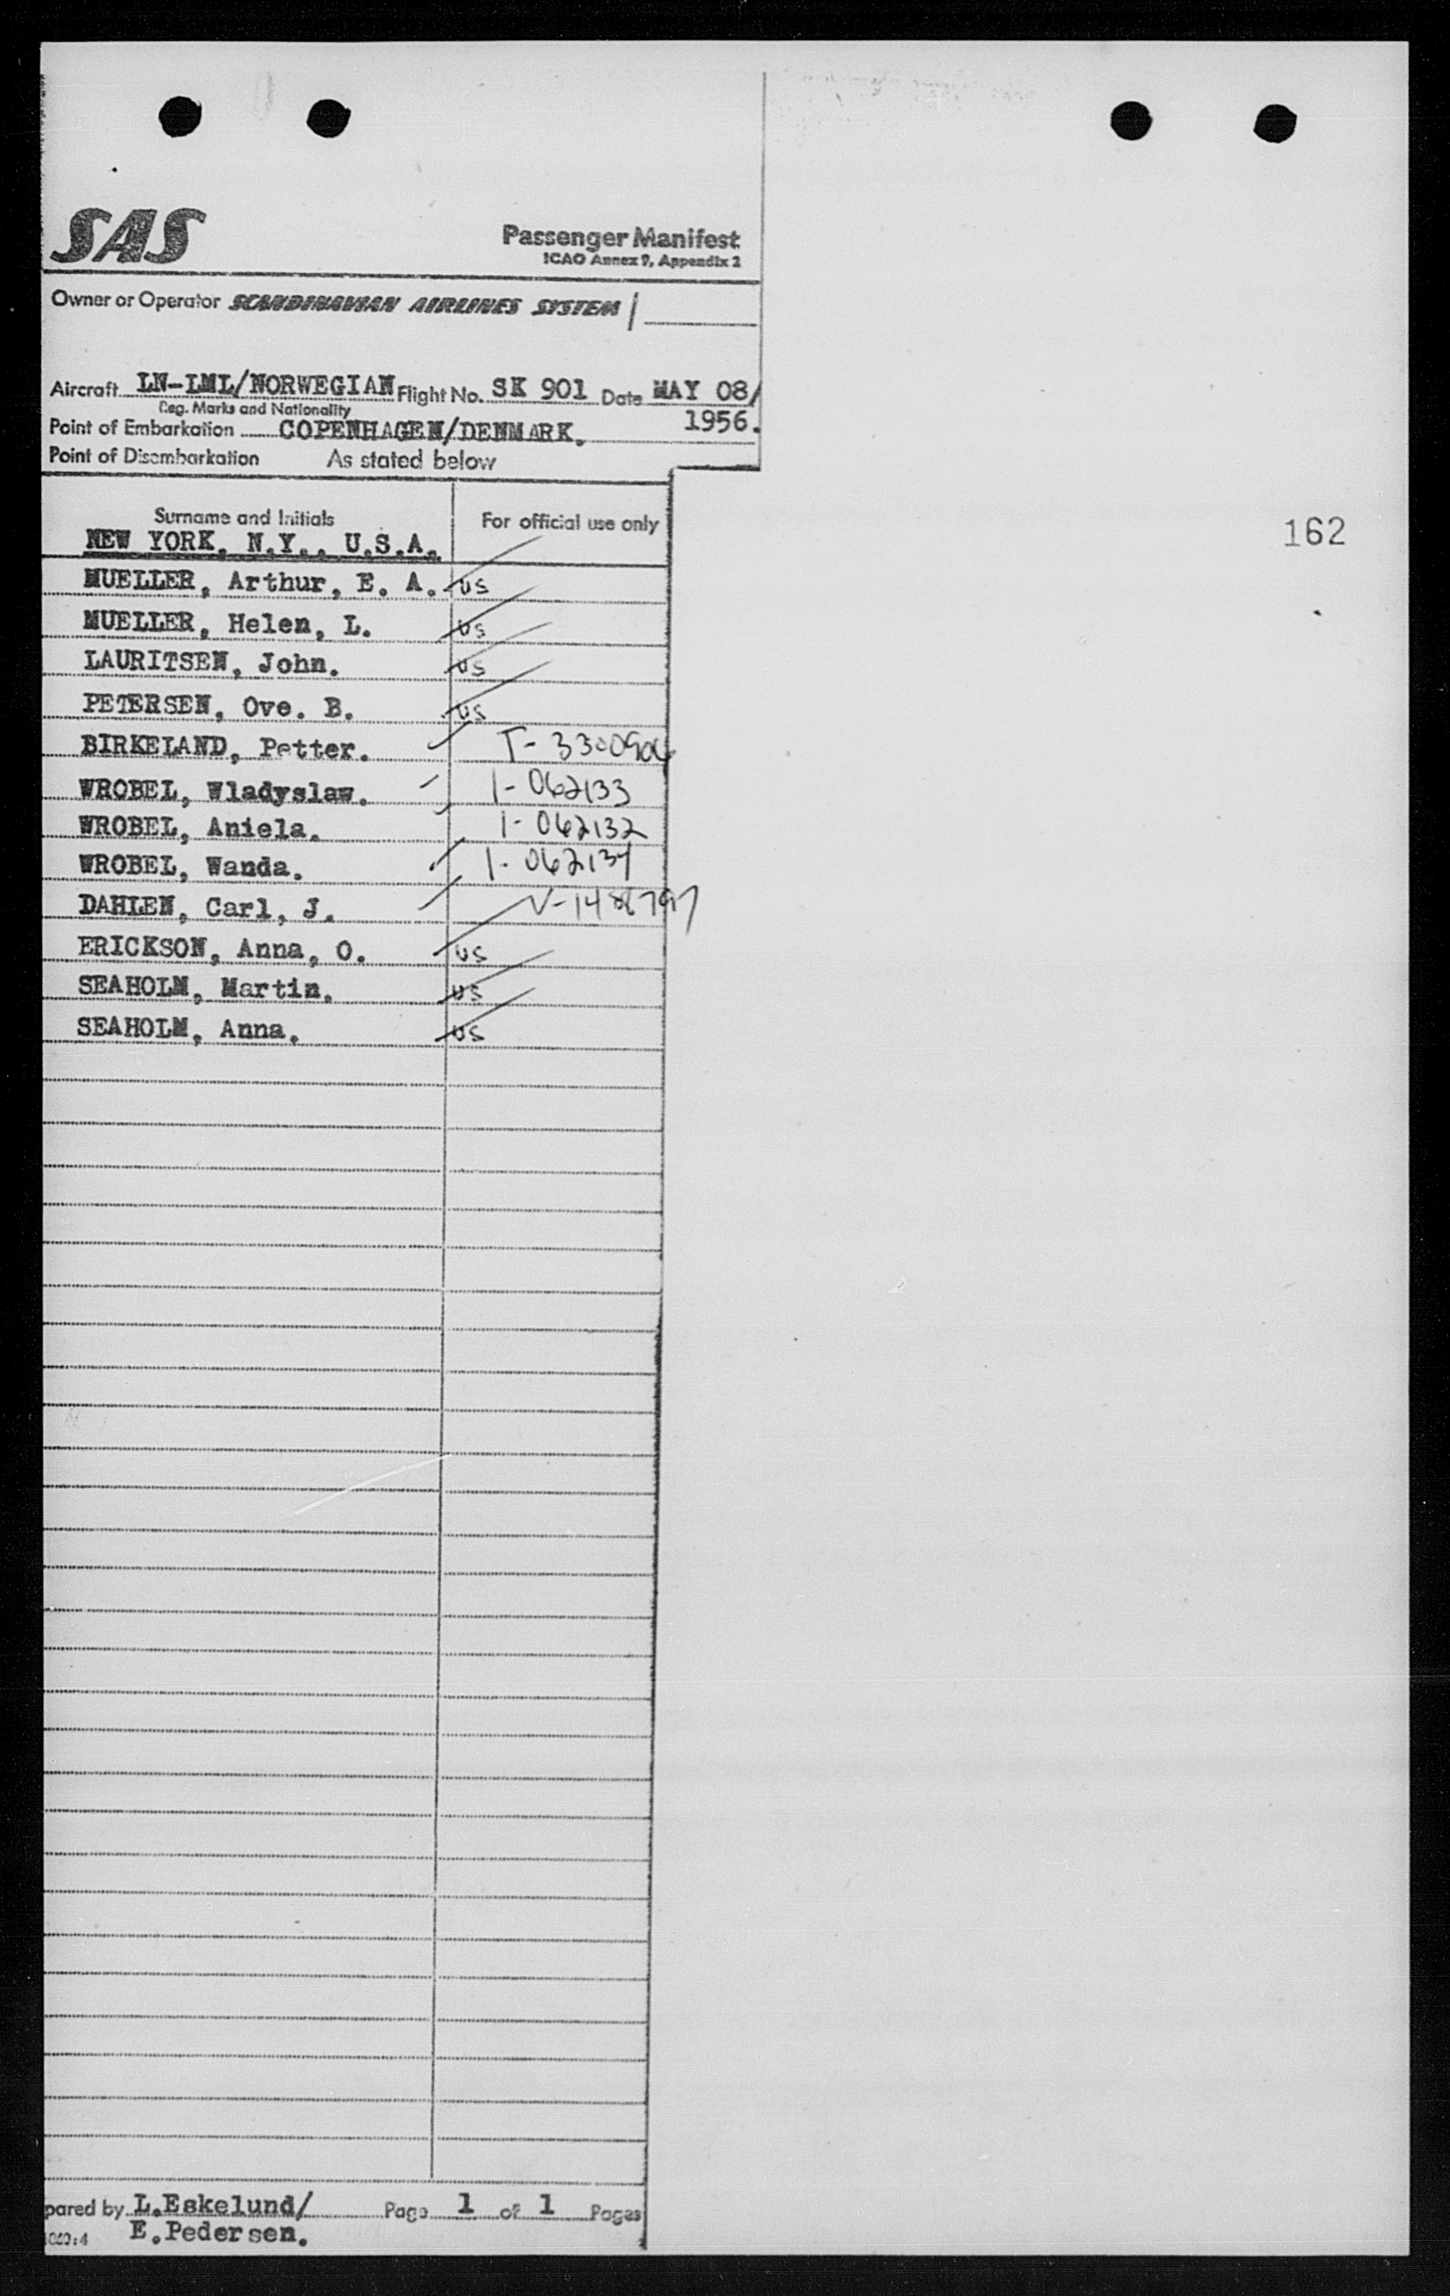 SAS
Passenger Manifest
ICAO Annex 9, Appendix 2
Owner or Operator SCANDINAVIAN AIRLINES SYSTEM /
Aircraft LN-LML/NORWEGIAN Flight No. SK 901 Date MAY 08/
Reg. Marks and Nationality
1956.
Point of Embarkation COPENHAGEN/DENMARK.
Point of Disembarkation As stated below
Surname and Initials For official use only
NEW YORK, N.Y., U.S.A.
162
MUELLER, Arthur, E. A. US
MUELLER, Helen, L. US
LAURITSEN, John. US
PETERSEN, Ove. B. US
BIRKELAND, Petter. T-3300904
WROBEL, Wladyslaw. 1-062133
WROBEL, Aniela. 1-062132
WROBEL, Wanda. 1-062134
DAHLEN, Carl, J.
ERICKSON, Anna, O. US
SEAHOLM, Martin. US
SEAHOLM, Anna. US
pared by L.Eskelund/ Page 1 of 1 Pages
E.Pedersen.